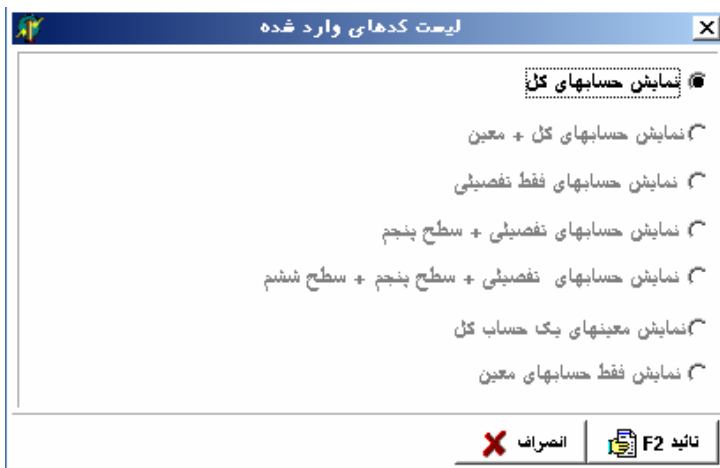 لیست کدهای وارد شده
نمایش حسابهای کل
نمایش حسابهای کل + معین
نمایش حسابهای فقط تفصیلی
نمایش حسابهای تفصیلی + سطح پنجم
نمایش حسابهای تفصیلی + سطح پنجم + سطح ششم
نمایش معینهای یک حساب کل
نمایش فقط حسابهای معین
تائید F2
انصراف